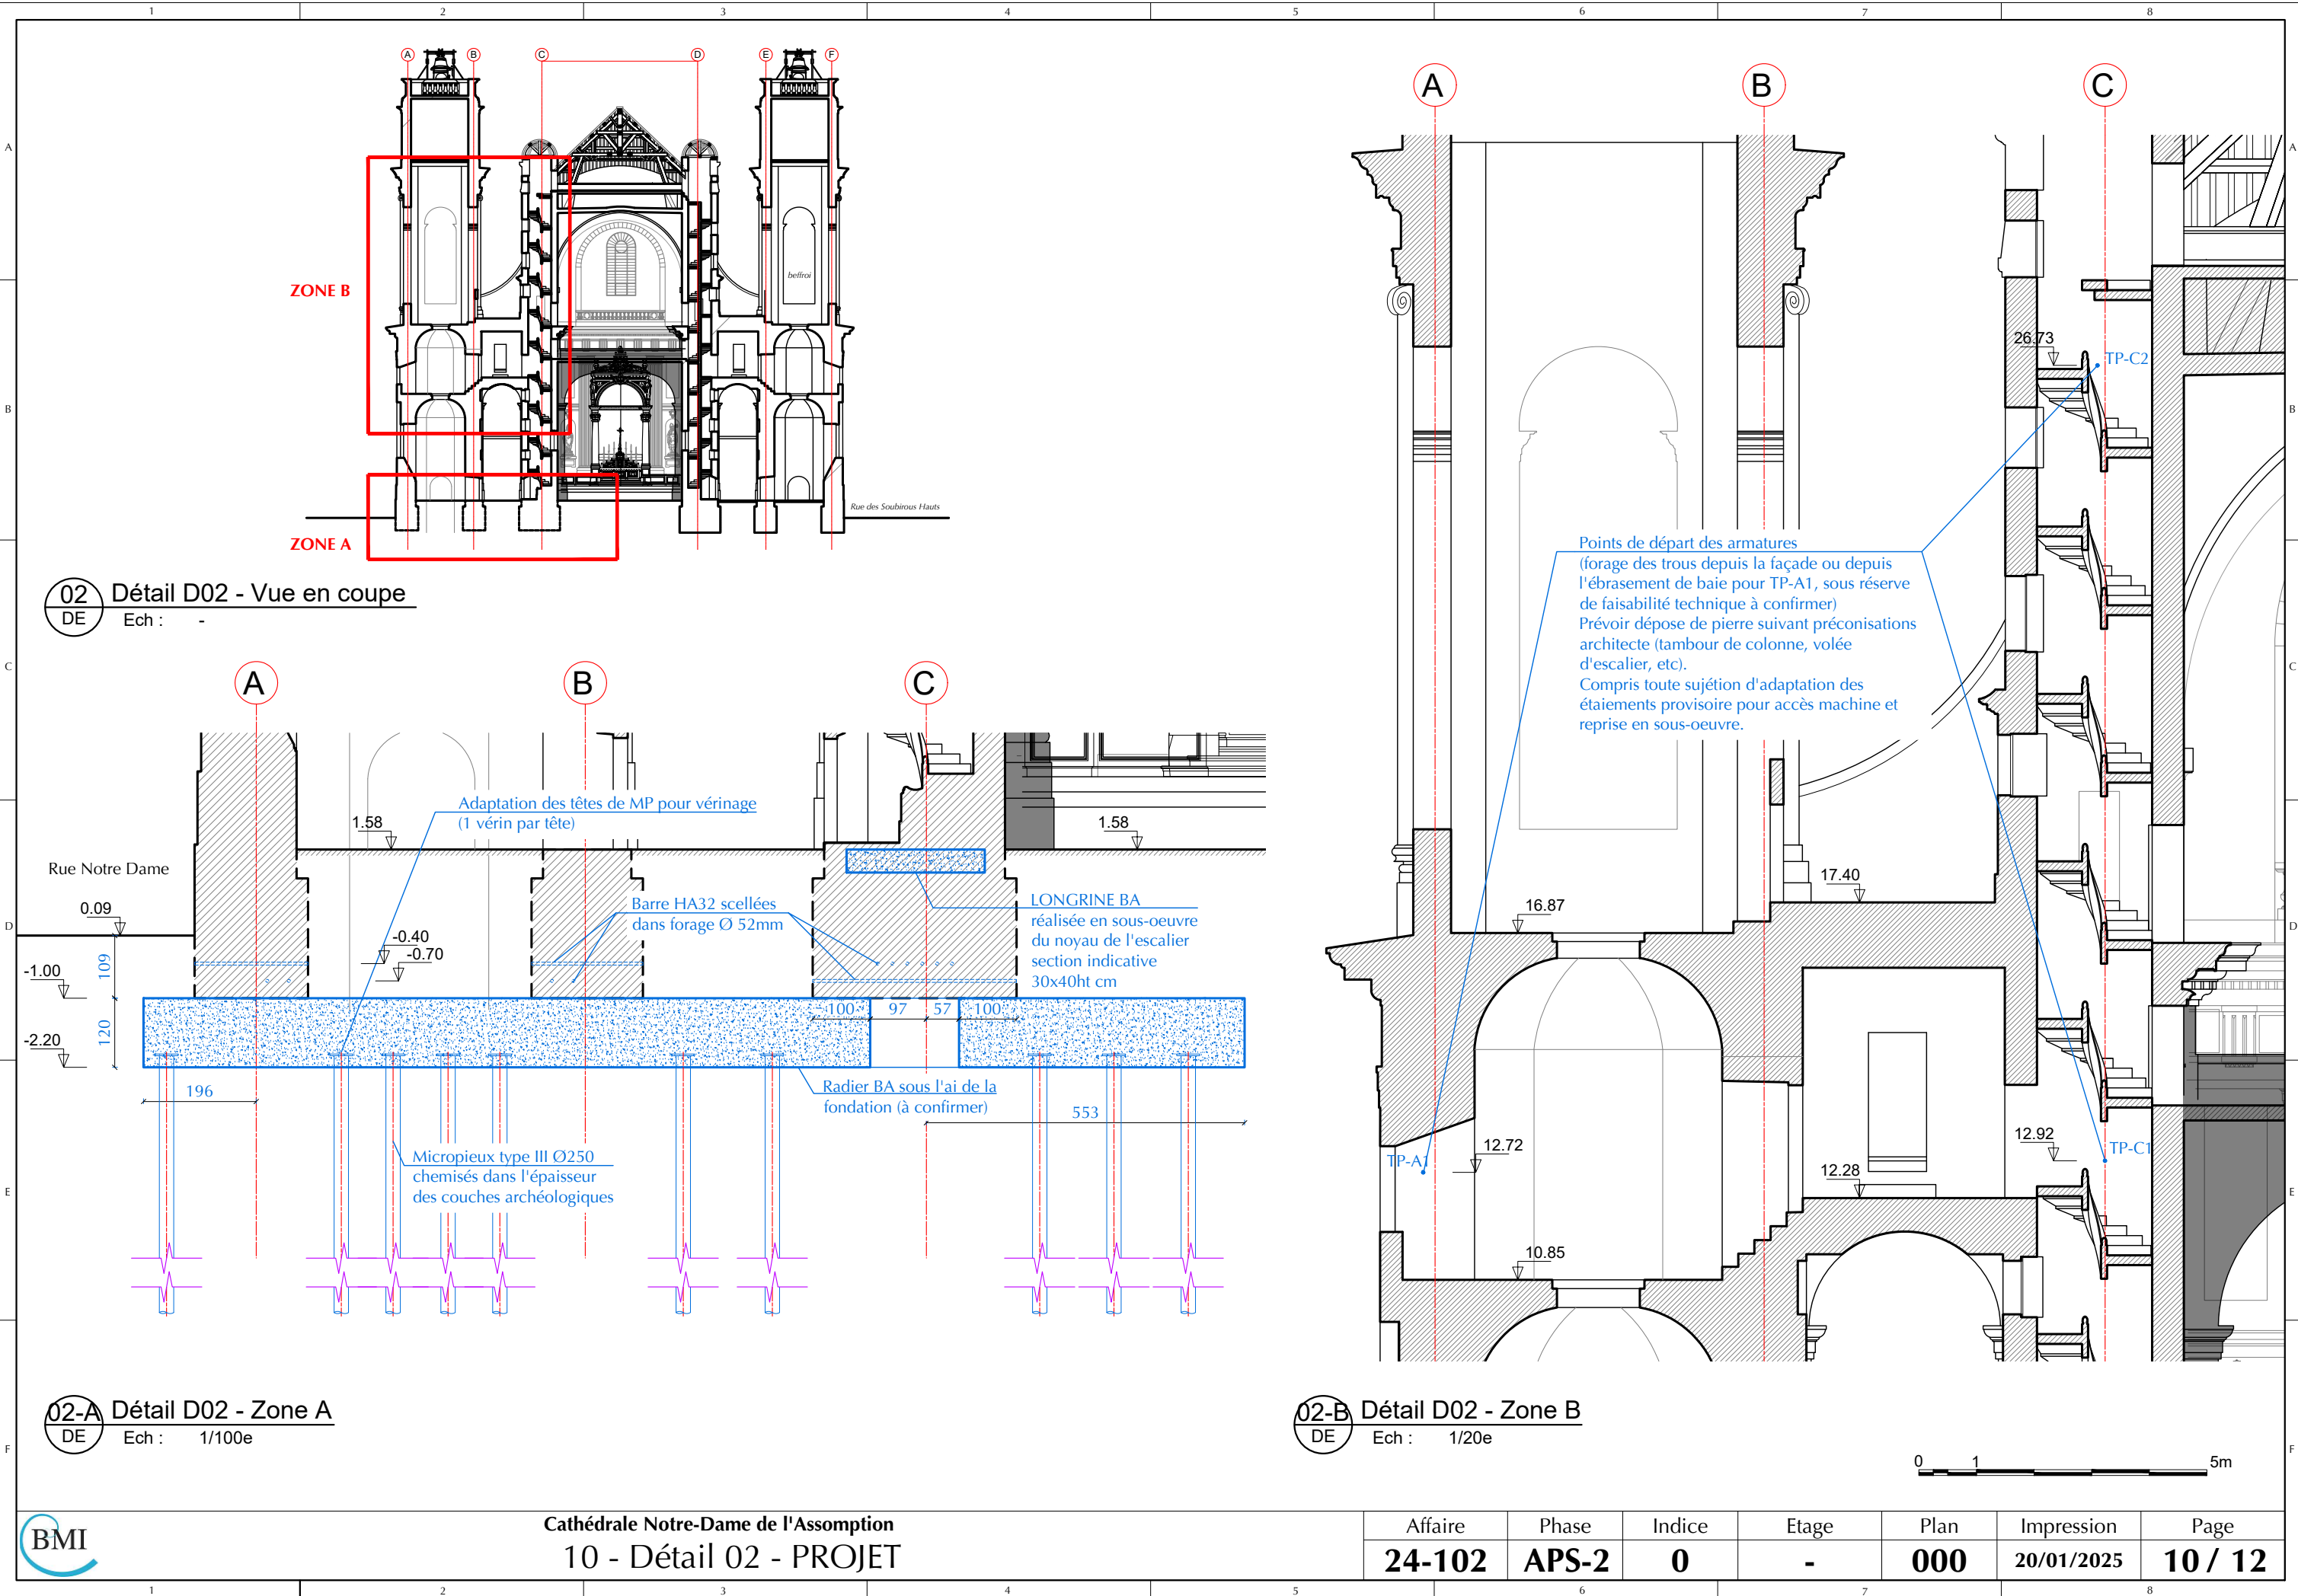 1 2 3 4 5 6 7 8
A
B
C
D
E
F
A
B
C
D
E
F
A B C D E F
ZONE B
beffroi
Rue des Soubirous Hauts
ZONE A
02
DE
Détail D02 - Vue en coupe
Ech : -
A B C
Adaptation des têtes de MP pour vérinage
(1 vérin par tête)
1.58
1.58
Rue Notre Dame
0.09
-0.40
-0.70
-1.00
-2.20
109
120
Barre HA32 scellées
dans forage Ø 52mm
LONGRINE BA
réalisée en sous-oeuvre
du noyau de l'escalier
section indicative
30x40ht cm
100 97 57 100
196
Radier BA sous l'ai de la
fondation (à confirmer)
553
Micropieux type III Ø250
chemisés dans l'épaisseur
des couches archéologiques
02-A
DE
Détail D02 - Zone A
Ech : 1/100e
A B C
26.73
TP-C2
Points de départ des armatures
(forage des trous depuis la façade ou depuis
l'ébrasement de baie pour TP-A1, sous réserve
de faisabilité technique à confirmer)
Prévoir dépose de pierre suivant préconisations
architecte (tambour de colonne, volée
d'escalier, etc).
Compris toute sujétion d'adaptation des
étaiements provisoire pour accès machine et
reprise en sous-oeuvre.
17.40
16.87
12.92
TP-C1
12.72
TP-A1
12.28
10.85
02-B
DE
Détail D02 - Zone B
Ech : 1/20e
0 1 5m
BMI
Cathédrale Notre-Dame de l'Assomption
10 - Détail 02 - PROJET
Affaire Phase Indice Etage Plan Impression Page
24-102 APS-2 0 - 000 20/01/2025 10 / 12
1 2 3 4 5 6 7 8